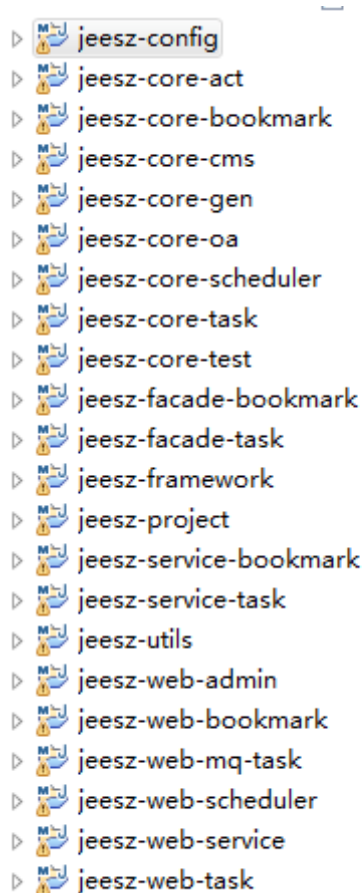 jeesz-config
jeesz-core-act
jeesz-core-bookmark
jeesz-core-cms
jeesz-core-gen
jeesz-core-oa
jeesz-core-scheduler
jeesz-core-task
jeesz-core-test
jeesz-facade-bookmark
jeesz-facade-task
jeesz-framework
jeesz-project
jeesz-service-bookmark
jeesz-service-task
jeesz-utils
jeesz-web-admin
jeesz-web-bookmark
jeesz-web-mq-task
jeesz-web-scheduler
jeesz-web-service
jeesz-web-task